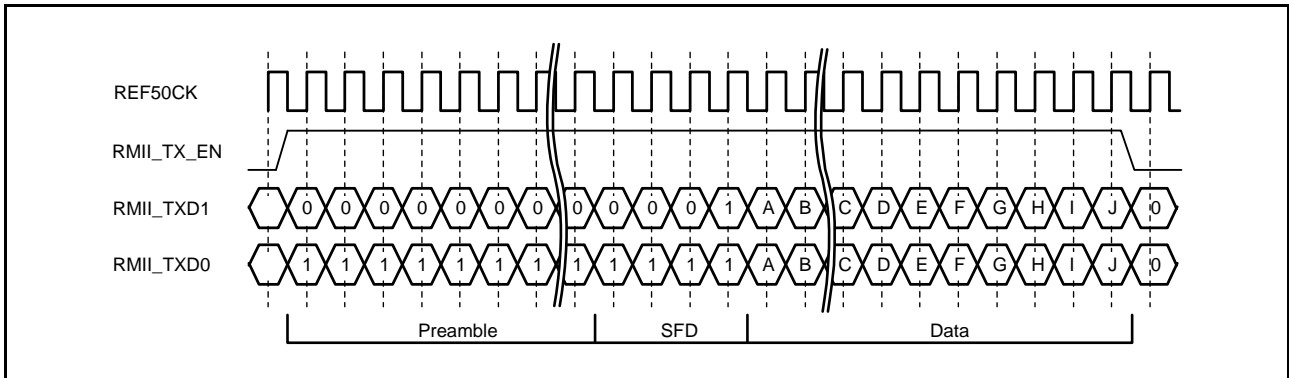 REF50CK
RMII_TX_EN
RMII_TXD1 0 0 0 0 0 0 0 0 0 0 0 1 A B C D E F G H I J 0
RMII_TXD0 1 1 1 1 1 1 1 1 1 1 1 1 A B C D E F G H I J 0
Preamble SFD Data